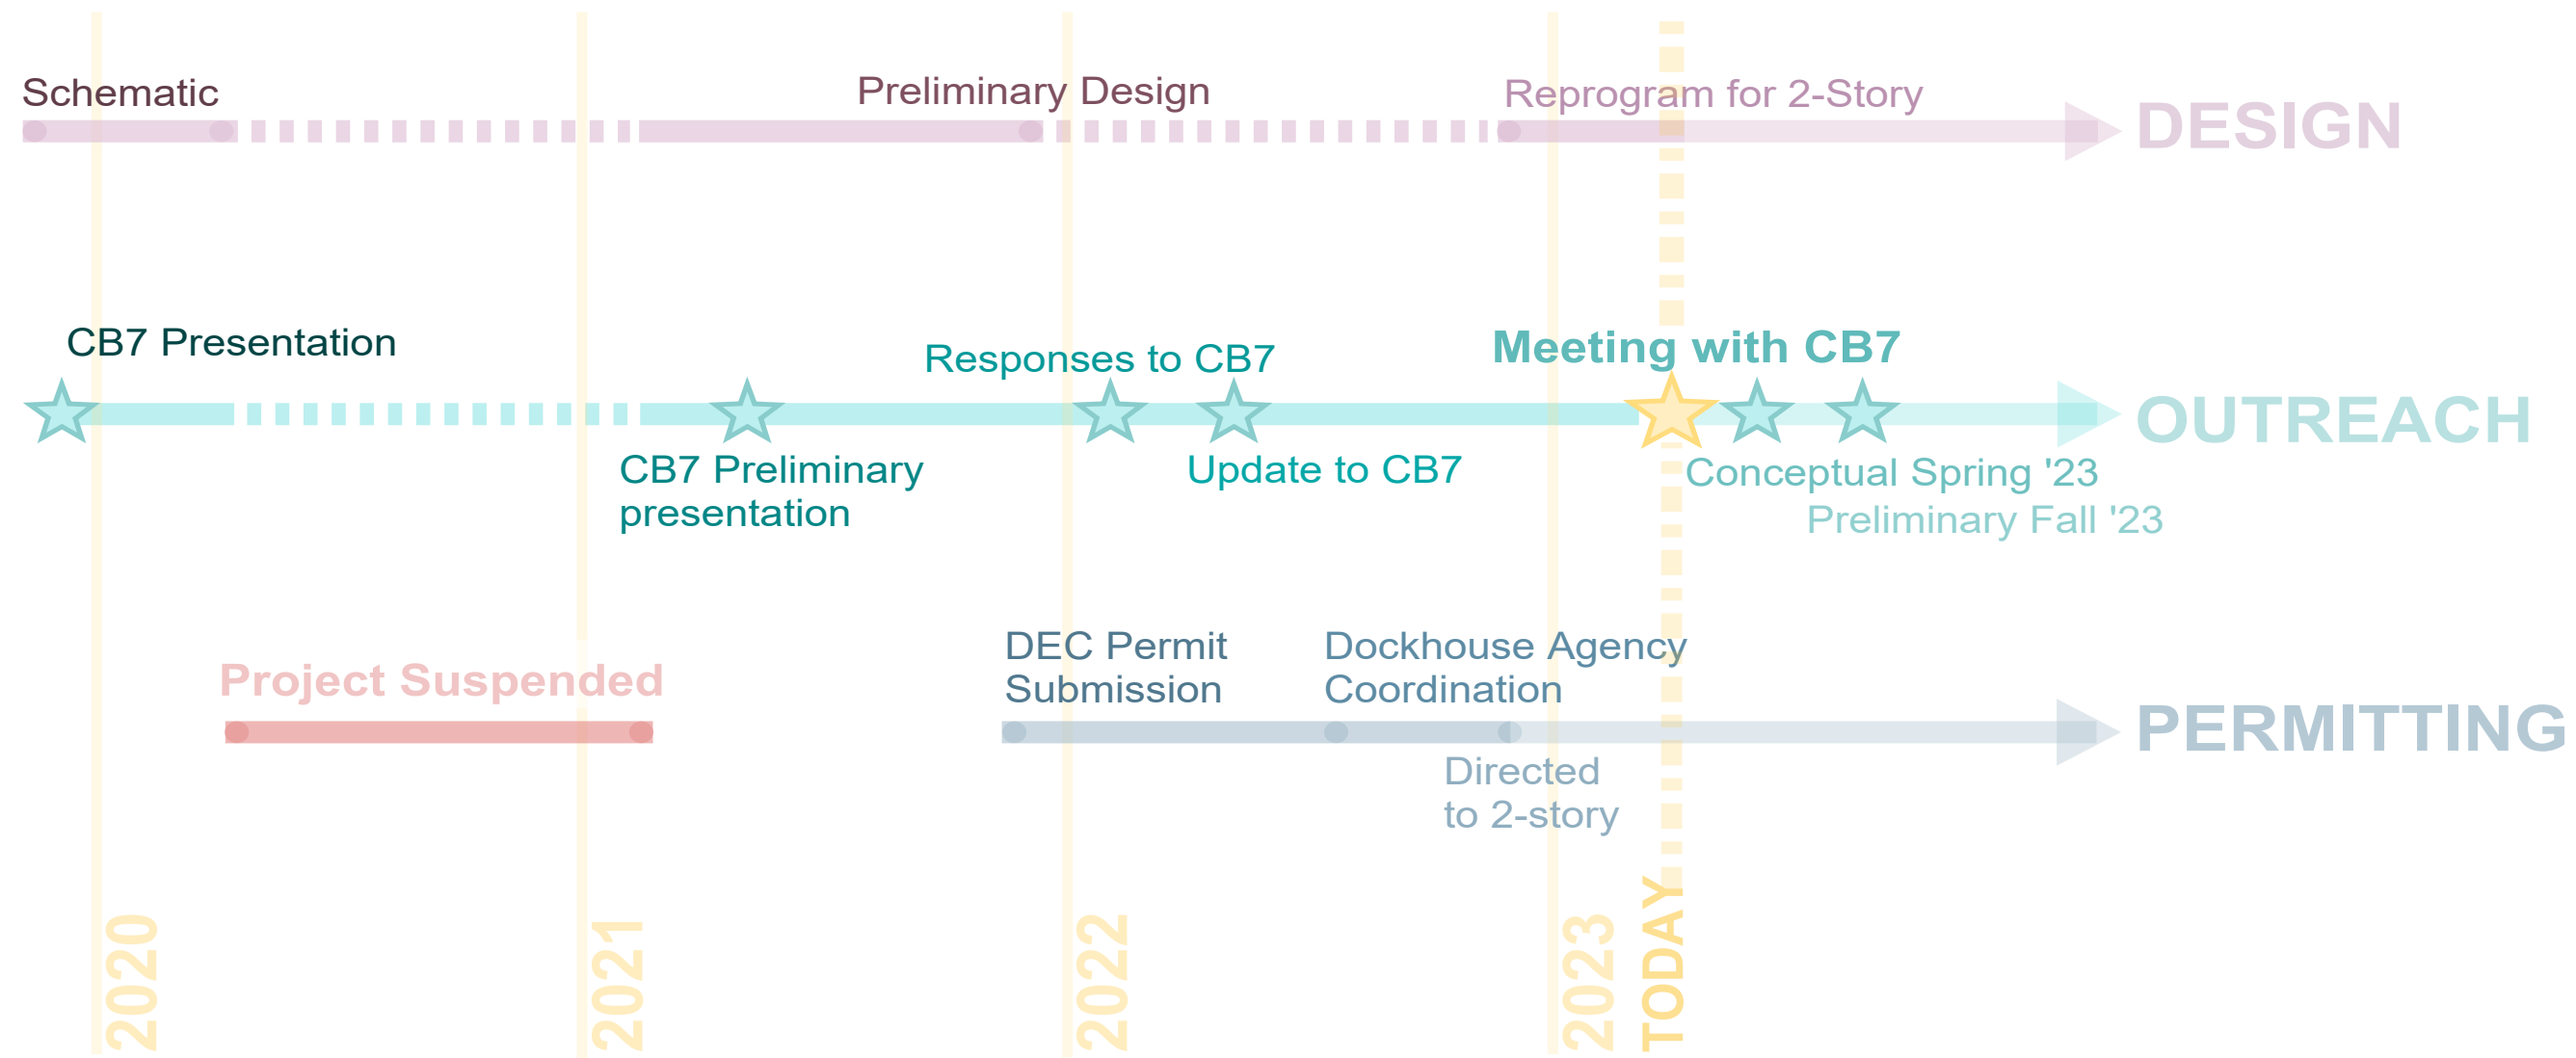 Schematic
Preliminary Design
Reprogram for 2-Story
DESIGN
CB7 Presentation
Responses to CB7
Meeting with CB7
OUTREACH
CB7 Preliminary
presentation
Update to CB7
Conceptual Spring '23
Preliminary Fall '23
Project Suspended
DEC Permit
Submission
Dockhouse Agency
Coordination
PERMITTING
Directed
to 2-story
2020
2021
2022
2023
TODAY